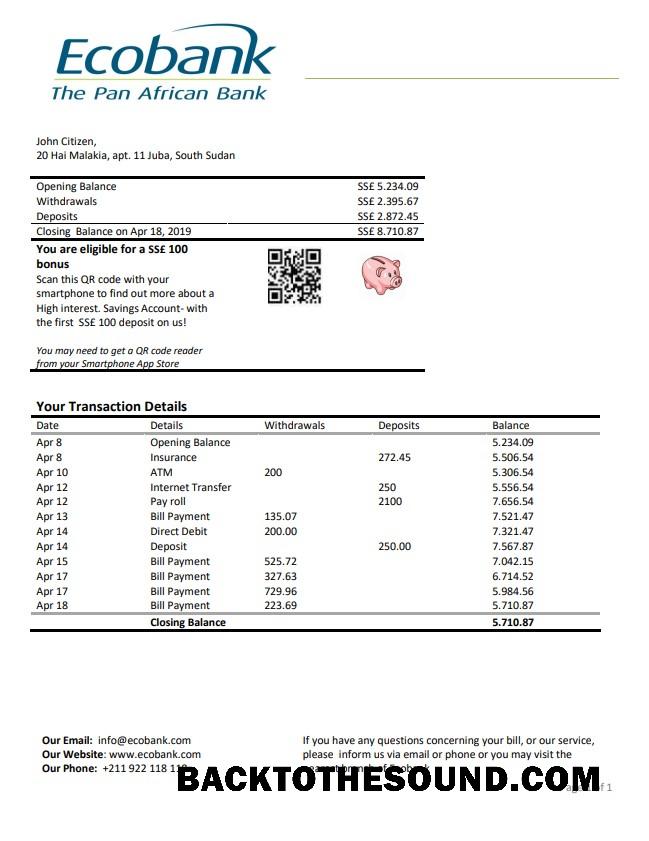 Ecobank
The Pan African Bank
John Citizen,
20 Hai Malakia, apt. 11 Juba, South Sudan
Opening Balance SS£ 5.234.09
Withdrawals SS£ 2.395.67
Deposits SS£ 2.872.45
Closing Balance on Apr 18, 2019 SS£ 8.710.87
You are eligible for a SS£ 100
bonus
Scan this QR code with your
smartphone to find out more about a
High interest. Savings Account- with
the first SS£ 100 deposit on us!
You may need to get a QR code reader
from your Smartphone App Store
Your Transaction Details
Date Details Withdrawals Deposits Balance
Apr 8 Opening Balance 5.234.09
Apr 8 Insurance 272.45 5.506.54
Apr 10 ATM 200 5.306.54
Apr 12 Internet Transfer 250 5.556.54
Apr 12 Pay roll 2100 7.656.54
Apr 13 Bill Payment 135.07 7.521.47
Apr 14 Direct Debit 200.00 7.321.47
Apr 14 Deposit 250.00 7.567.87
Apr 15 Bill Payment 525.72 7.042.15
Apr 17 Bill Payment 327.63 6.714.52
Apr 17 Bill Payment 729.96 5.984.56
Apr 18 Bill Payment 223.69 5.710.87
Closing Balance 5.710.87
Our Email: info@ecobank.com
Our Website: www.ecobank.com
Our Phone: +211 922 118
If you have any questions concerning your bill, or our service,
please inform us via email or phone or you may visit the
BACKTOTHESOUND.COM
of 1